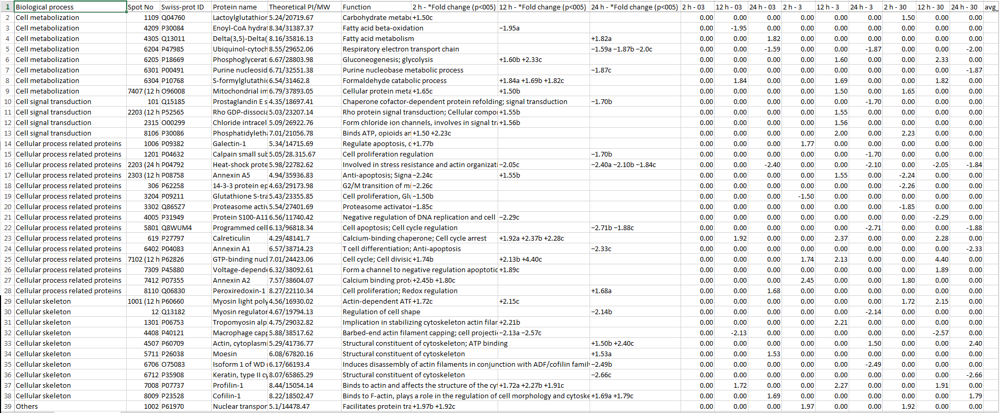 1 Biological process Spot No Swiss-prot ID Protein name Theoretical PI/MW Function 2 h - *Fold change (p<005) 12 h - *Fold change (p<005) 24 h - *Fold change (p<005) 2 h - 03 12 h - 03 24 h - 03 2 h - 3 12 h - 3 24 h - 3 2 h - 30 12 h - 30 24 h - 30 avg_
2 Cell metabolization 1109 Q04760 Lactoylglutathior 5.24/20719.67 Carbohydrate metabo +1.50c 0.00 0.00 0.00 0.00 0.00 0.00 1.50 0.00 0.00
3 Cell metabolization 4209 P30084 Enoyl-CoA hydra 8.34/31387.37 Fatty acid beta-oxidation −1.95a 0.00 -1.95 0.00 0.00 0.00 0.00 0.00 0.00 0.00
4 Cell metabolization 4305 Q13011 Delta(3,5)-Delta( 8.16/35816.13 Fatty acid metabolism +1.82a 0.00 0.00 1.82 0.00 0.00 0.00 0.00 0.00 0.00
5 Cell metabolization 6204 P47985 Ubiquinol-cytoch 8.55/29652.06 Respiratory electron transport chain −1.59a −1.87b −2.0c 0.00 0.00 -1.59 0.00 0.00 -1.87 0.00 0.00 -2.00
6 Cell metabolization 6205 P18669 Phosphoglycerat 6.67/28803.98 Gluconeogenesis; glycolysis +1.60b +2.33c 0.00 0.00 0.00 0.00 1.60 0.00 0.00 2.33 0.00
7 Cell metabolization 6301 P00491 Purine nucleosid 6.71/32551.38 Purine nucleobase metabolic process −1.87c 0.00 0.00 0.00 0.00 0.00 0.00 0.00 0.00 -1.87
8 Cell metabolization 6304 P10768 S-formylglutathi 6.54/31462.8 Formaldehyde catabolic process +1.84a +1.69b +1.82c 0.00 1.84 0.00 0.00 1.69 0.00 0.00 1.82 0.00
9 Cell metabolization 7407 (12 h O96008 Mitochondrial im 6.79/37893.05 Cellular protein meta +1.65c +1.50b 0.00 0.00 0.00 0.00 1.50 0.00 1.65 0.00 0.00
10 Cell signal transduction 101 Q15185 Prostaglandin E s 4.35/18697.41 Chaperone cofactor-dependent protein refolding; signal transduction −1.70b 0.00 0.00 0.00 0.00 0.00 -1.70 0.00 0.00 0.00
11 Cell signal transduction 2203 (12 h P52565 Rho GDP-dissocia 5.03/23207.14 Rho protein signal transduction; Cellular compo +1.55b 0.00 0.00 0.00 0.00 1.55 0.00 0.00 0.00 0.00
12 Cell signal transduction 2315 O00299 Chloride intracel 5.09/26922.76 Form chloride ion channels, involves in signal tr +1.56b 0.00 0.00 0.00 0.00 1.56 0.00 0.00 0.00 0.00
13 Cell signal transduction 8106 P30086 Phosphatidyleth 7.01/21056.78 Binds ATP, opioids an +1.50 +2.23c 0.00 0.00 0.00 0.00 2.00 0.00 2.23 0.00 0.00
14 Cellular process related proteins 1006 P09382 Galectin-1 5.34/14715.69 Regulate apoptosis, c +1.77b 0.00 0.00 0.00 1.77 0.00 0.00 0.00 0.00 0.00
15 Cellular process related proteins 1201 P04632 Calpain small sub 5.05/28.315.67 Cell proliferation regulation −1.70b 0.00 0.00 0.00 0.00 0.00 -1.70 0.00 0.00 0.00
16 Cellular process related proteins 2203 (24 h P04792 Heat-shock prote 5.98/22782.62 Involved in stress resistance and actin organizati −2.05c −2.40a −2.10b −1.84c 0.00 0.00 -2.40 0.00 0.00 -2.10 0.00 -2.05 -1.84
17 Cellular process related proteins 2303 (12 h P08758 Annexin A5 4.94/35936.83 Anti-apoptosis; Signa −2.24c +1.55b 0.00 0.00 0.00 0.00 1.55 0.00 -2.24 0.00 0.00
18 Cellular process related proteins 306 P62258 14-3-3 protein ep 4.63/29173.98 G2/M transition of mi −2.26c 0.00 0.00 0.00 0.00 0.00 0.00 -2.26 0.00 0.00
19 Cellular process related proteins 3204 P09211 Glutathione S-tra 5.43/23355.85 Cell proliferation, Glu −1.50b 0.00 0.00 0.00 -1.50 0.00 0.00 0.00 0.00 0.00
20 Cellular process related proteins 3302 Q86SZ7 Proteasome activ 5.54/27401.69 Proteasome activator −1.85c 0.00 0.00 0.00 0.00 0.00 0.00 -1.85 0.00 0.00
21 Cellular process related proteins 4005 P31949 Protein S100-A11 6.56/11740.42 Negative regulation of DNA replication and cell −2.29c 0.00 0.00 0.00 0.00 0.00 0.00 0.00 -2.29 0.00
22 Cellular process related proteins 5801 Q8WUM4 Programmed cell 6.13/96818.34 Cell apoptosis; Cell cycle regulation −2.71b −1.88c 0.00 0.00 0.00 0.00 0.00 -2.71 0.00 0.00 -1.88
23 Cellular process related proteins 619 P27797 Calreticulin 4.29/48141.7 Calcium-binding chaperone; Cell cycle arrest +1.92a +2.37b +2.28c 0.00 1.92 0.00 0.00 2.37 0.00 0.00 2.28 0.00
24 Cellular process related proteins 6402 P04083 Annexin A1 6.57/38714.23 T cell differentiation; Anti-apoptosis −2.33c 0.00 0.00 0.00 0.00 0.00 0.00 0.00 0.00 -2.33
25 Cellular process related proteins 7102 (12 h P62826 GTP-binding nucl 7.01/24423.06 Cell cycle; Cell divisic +1.74b +2.13b +4.40c 0.00 0.00 0.00 1.74 2.13 0.00 0.00 4.40 0.00
26 Cellular process related proteins 7309 P45880 Voltage-depende 6.32/38092.61 Form a channel to negative regulation apoptotic +1.89c 0.00 0.00 0.00 0.00 0.00 0.00 0.00 1.89 0.00
27 Cellular process related proteins 7412 P07355 Annexin A2 7.57/38604.07 Calcium binding prot +2.45b +1.80c 0.00 0.00 0.00 2.45 0.00 0.00 1.80 0.00 0.00
28 Cellular process related proteins 8110 Q06830 Peroxiredoxin-1 8.27/22110.34 Cell proliferation; Redox regulation +1.68a 0.00 0.00 1.68 0.00 0.00 0.00 0.00 0.00 0.00
29 Cellular skeleton 1001 (12 h P60660 Myosin light poly 4.56/16930.02 Actin-dependent ATF +1.72c +2.15c 0.00 0.00 0.00 0.00 0.00 0.00 1.72 2.15 0.00
30 Cellular skeleton 12 Q13182 Myosin regulator 4.67/19794.13 Regulation of cell shape −2.14b 0.00 0.00 0.00 0.00 0.00 -2.14 0.00 0.00 0.00
31 Cellular skeleton 1301 P06753 Tropomyosin alp 4.75/29032.82 Implication in stabilizing cytoskeleton actin filar +2.21b 0.00 0.00 0.00 0.00 2.21 0.00 0.00 0.00 0.00
32 Cellular skeleton 4408 P40121 Macrophage capp 5.88/38517.62 Barbed-end actin filament capping; cell projecti −2.13a −2.57c 0.00 -2.13 0.00 0.00 0.00 0.00 0.00 -2.57 0.00
33 Cellular skeleton 4507 P60709 Actin, cytoplasmi 5.29/41736.77 Structural constituent of cytoskeleton; ATP binding +1.50b +2.40c 0.00 0.00 0.00 0.00 0.00 1.50 0.00 0.00 2.40
34 Cellular skeleton 5711 P26038 Moesin 6.08/67820.16 Structural constituent of cytoskeleton +1.53a 0.00 0.00 1.53 0.00 0.00 0.00 0.00 0.00 0.00
35 Cellular skeleton 6706 O75083 Isoform 1 of WD 6.17/66193.4 Induces disassembly of actin filaments in conjunction with ADF/cofilin famil −2.49b 0.00 0.00 0.00 0.00 0.00 -2.49 0.00 0.00 0.00
36 Cellular skeleton 6712 P35908 Keratin, type II cy 8.07/65865.29 Structural constituent of cytoskeleton −2.66c 0.00 0.00 0.00 0.00 0.00 0.00 0.00 0.00 -2.66
37 Cellular skeleton 7008 P07737 Profilin-1 8.44/15054.14 Binds to actin and affects the structure of the cyt +1.72a +2.27b +1.91c 0.00 1.72 0.00 0.00 2.27 0.00 0.00 1.91 0.00
38 Cellular skeleton 8009 P23528 Cofilin-1 8.22/18502.47 Binds to F-actin, plays a role in the regulation of cell morphology and cytoske +1.69a +1.79c 0.00 0.00 1.69 0.00 0.00 0.00 0.00 0.00 1.79
39 Others 1002 P61970 Nuclear transpor 5.1/14478.47 Facilitates protein tra +1.97b +1.92c 0.00 0.00 0.00 1.97 0.00 0.00 1.92 0.00 0.00